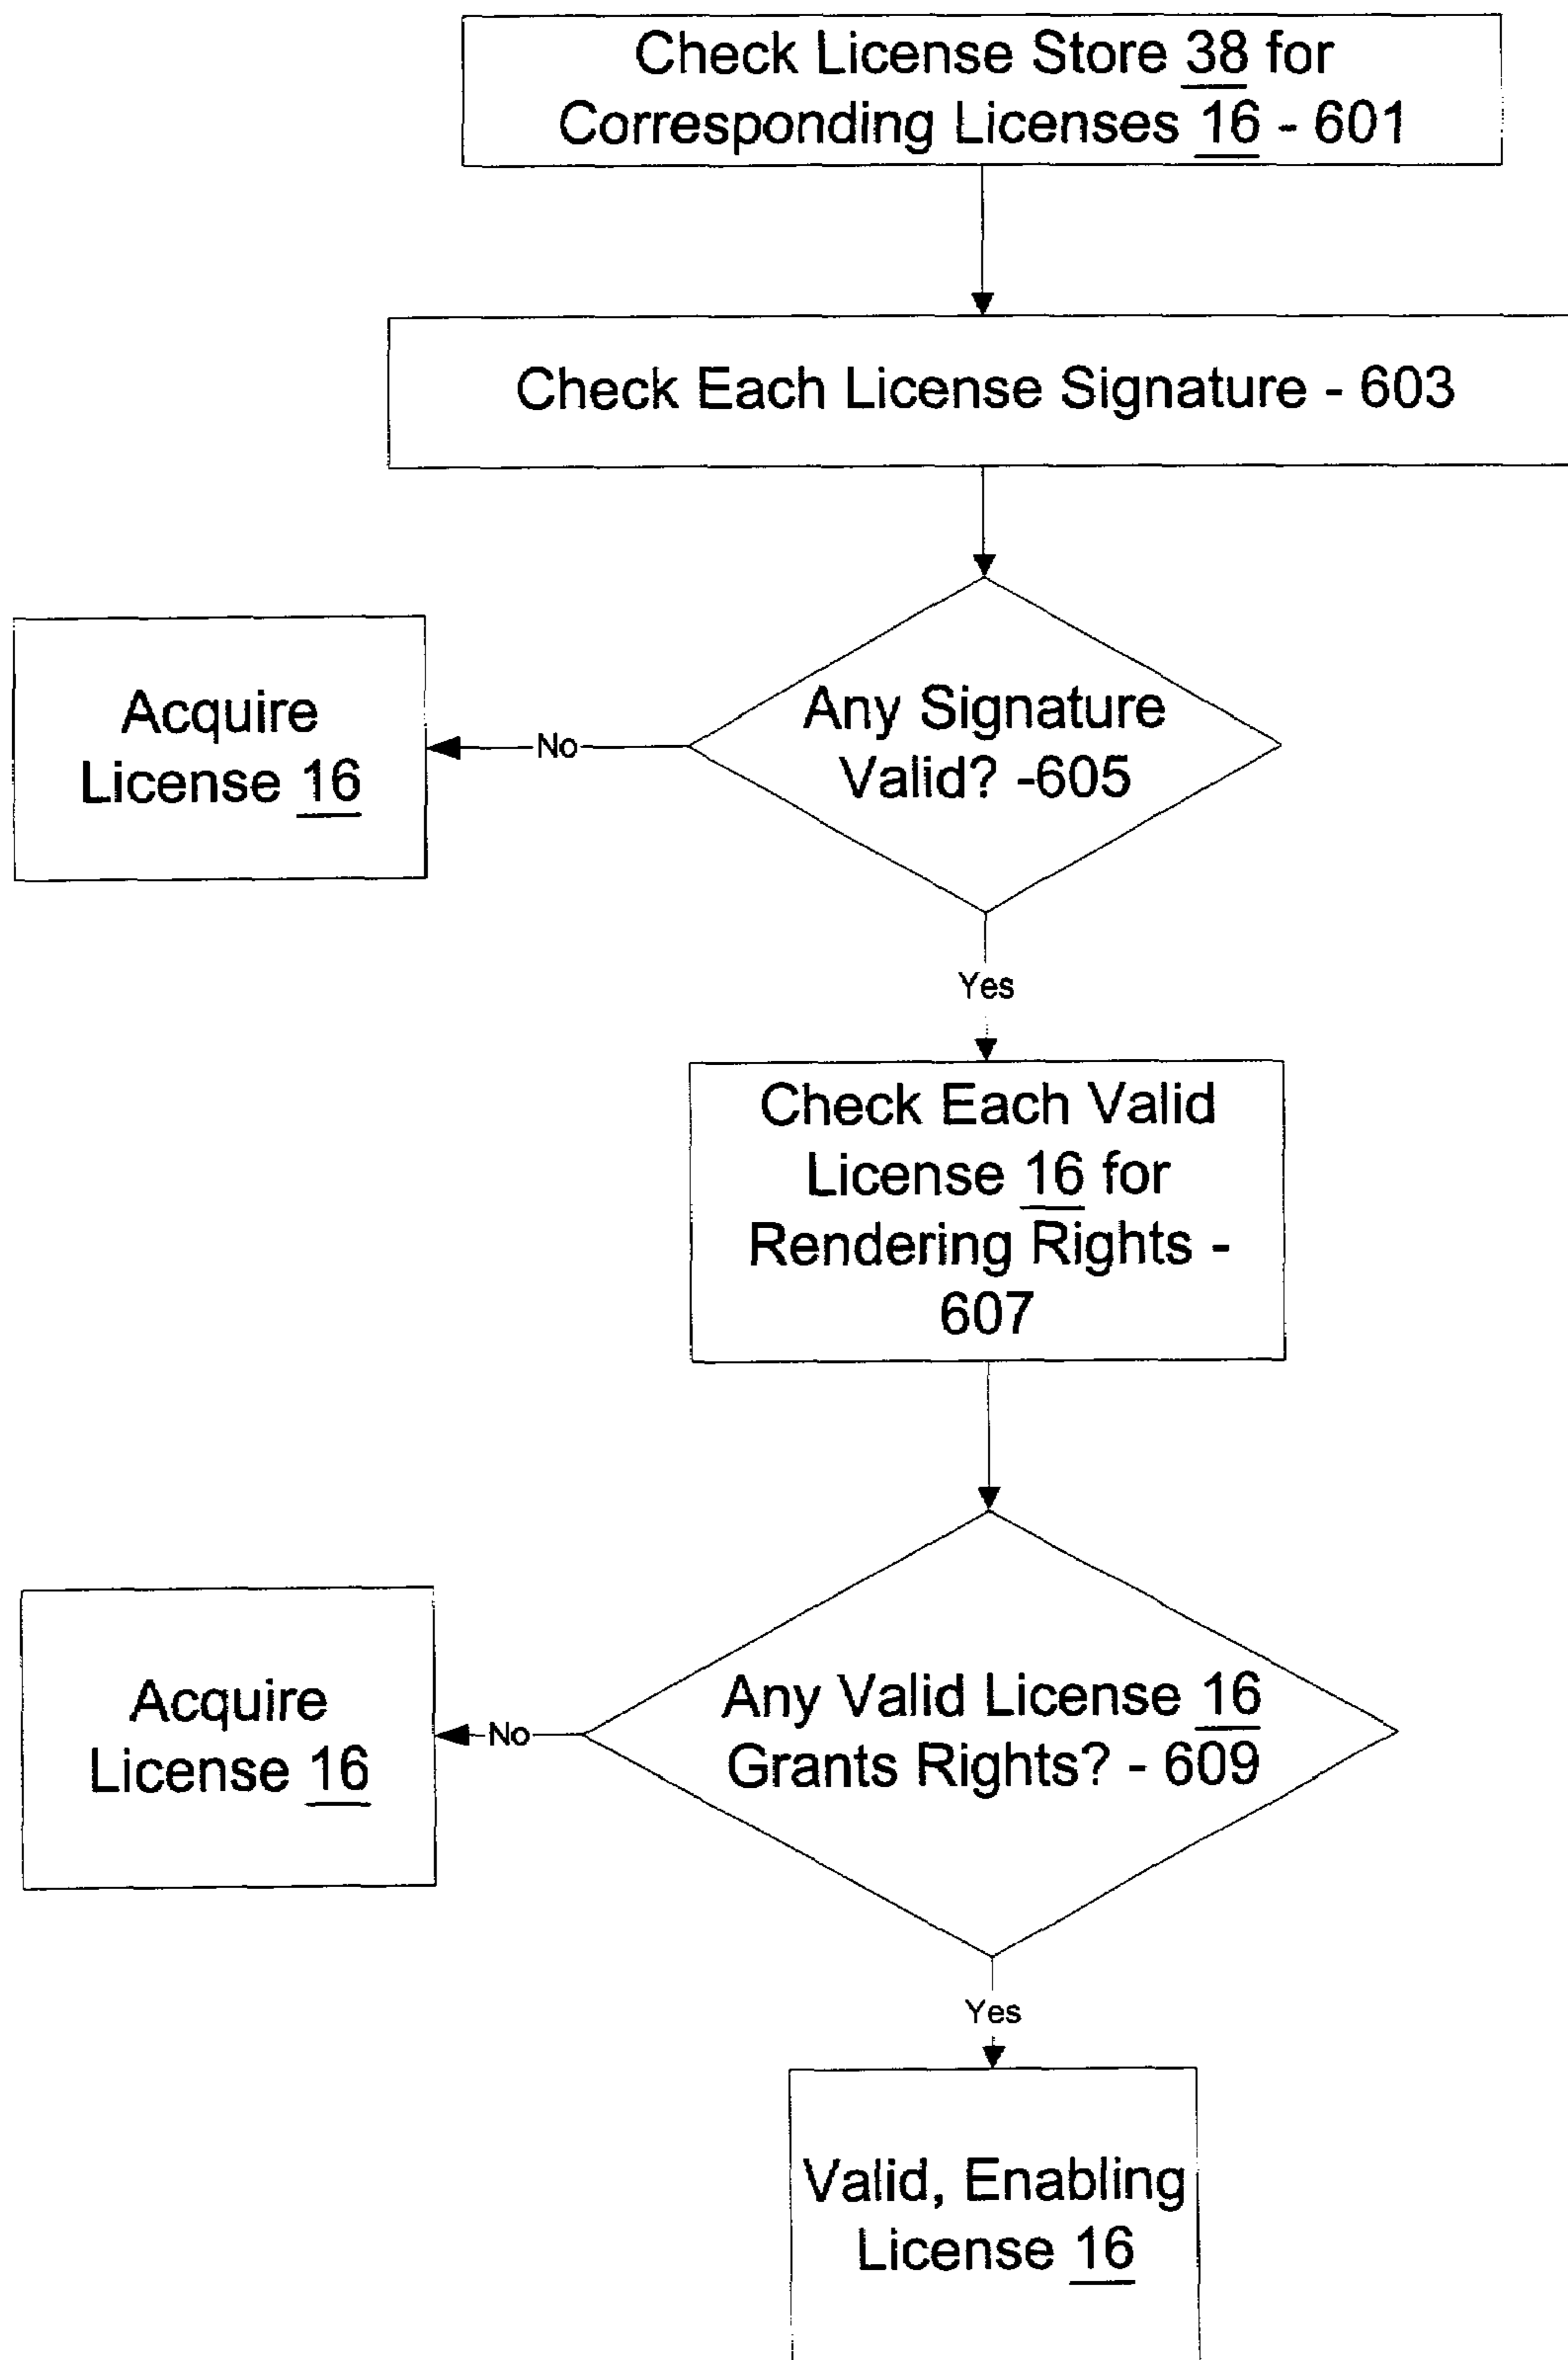 Check License Store 38 for
Corresponding Licenses 16 - 601
Check Each License Signature - 603
Any Signature
Valid? -605
No
Acquire
License 16
Yes
Check Each Valid
License 16 for
Rendering Rights -
607
Any Valid License 16
Grants Rights? - 609
No
Acquire
License 16
Yes
Valid, Enabling
License 16